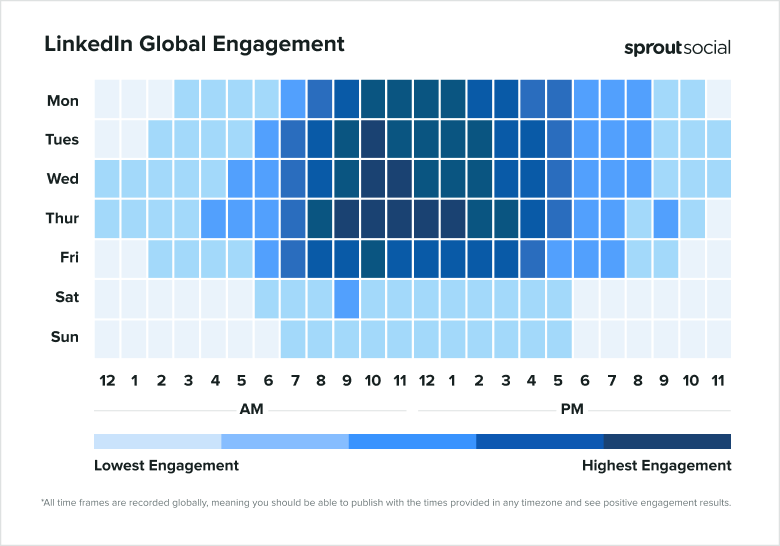 LinkedIn Global Engagement
sproutsocial
Mon
Tues
Wed
Thur
Fri
Sat
Sun
12 1 2 3 4 5 6 7 8 9 10 11 12 1 2 3 4 5 6 7 8 9 10 11
AM PM
Lowest Engagement Highest Engagement
*All time frames are recorded globally, meaning you should be able to publish with the times provided in any timezone and see positive engagement results.